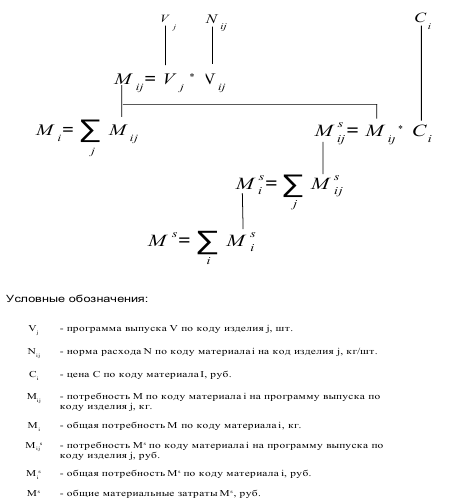 V j N ij C i
M ij = V j * V ij
M i = ∑ j M ij M s ij = M ij * C i
M s i = ∑ j M s ij
M s = ∑ i M s i
Условные обозначения:
V j - программа выпуска V по коду изделия j, шт.
N ij - норма расхода N по коду материала i на код изделия j, кг/шт.
C i - цена C по коду материала I, руб.
M ij - потребность M по коду материала i на программу выпуска по
коду изделия j, кг.
M i - общая потребность M по коду материала i, кг.
M ij s - потребность M s по коду материала i на программу выпуска по
коду изделия j, руб.
M i s - общая потребность M s по коду материала i, руб.
M s - общие материальные затраты M s, руб.